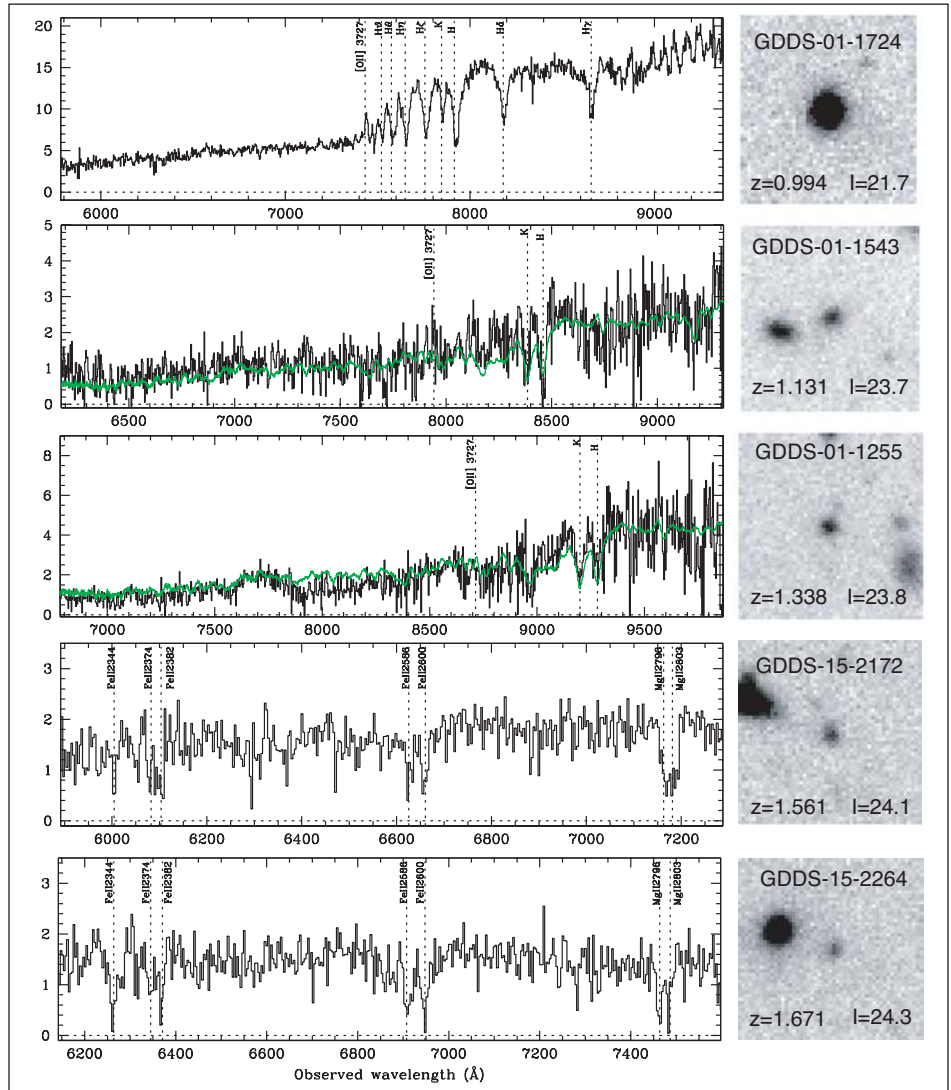 20
15
10
5
0
[OII] 3727
Hθ
Hη
Hζ
K
H
Hδ
Hγ
6000 7000 8000 9000
GDDS-01-1724
z=0.994 I=21.7
5
4
3
2
1
0
[OII] 3727
K
H
6500 7000 7500 8000 8500 9000
GDDS-01-1543
z=1.131 I=23.7
8
6
4
2
0
[OII] 3727
K
H
7000 7500 8000 8500 9000 9500
GDDS-01-1255
z=1.338 I=23.8
3
2
1
0
FeII2344
FeII2374
FeII2382
FeII2586
FeII2600
MgII2796
MgII2803
6000 6200 6400 6600 6800 7000 7200
GDDS-15-2172
z=1.561 I=24.1
3
2
1
0
FeII2344
FeII2374
FeII2382
FeII2586
FeII2600
MgII2796
MgII2803
6200 6400 6600 6800 7000 7200 7400
GDDS-15-2264
z=1.671 I=24.3
Observed wavelength (Å)